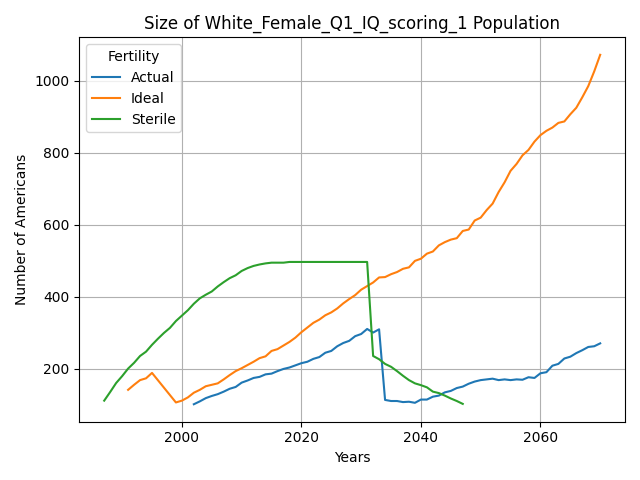 Size of White_Female_Q1_IQ_scoring_1 Population
Fertility
Actual
Ideal
Sterile
Number of Americans
1000
800
600
400
200
2000
2020
2040
2060
Years